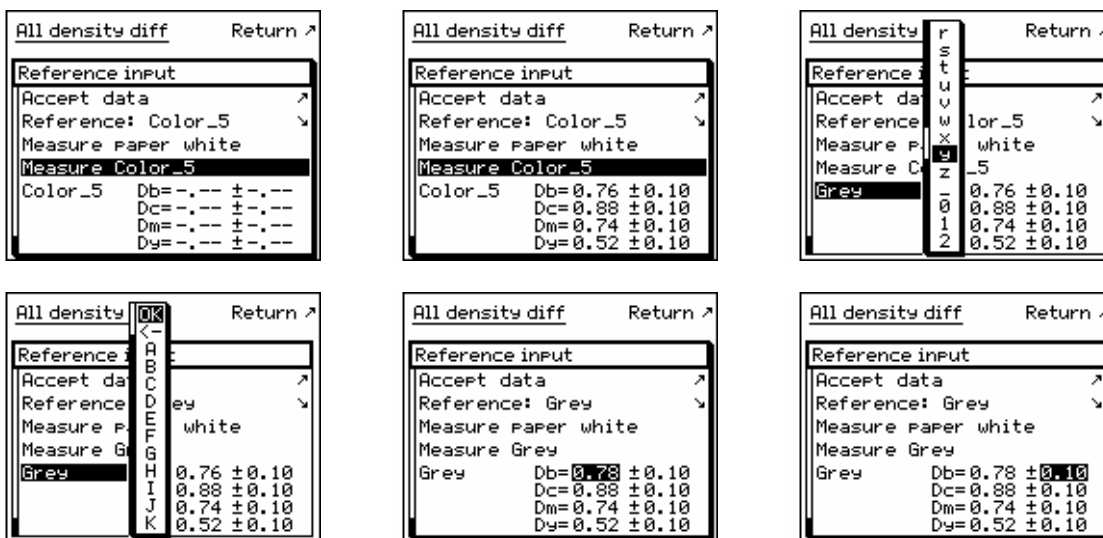 All density diff Return ↗
Reference input
Accept data ↗
Reference: Color_5 ↘
Measure paper white
Measure Color_5
Color_5 Db=-.-- ±-.--
Dc=-.-- ±-.--
Dm=-.-- ±-.--
Dy=-.-- ±-.--
All density diff Return ↗
Reference input
Accept data ↗
Reference: Color_5 ↘
Measure paper white
Measure Color_5
Color_5 Db=0.76 ±0.10
Dc=0.88 ±0.10
Dm=0.74 ±0.10
Dy=0.52 ±0.10
All density Return
Reference
Accept da ↗
Reference lor_5 ↘
Measure white
Measure _5
Grey 0.76 ±0.10
0.88 ±0.10
0.74 ±0.10
0.52 ±0.10
r
s
t
u
v
w
x
y
z
_
0
1
2
All density Return ↗
Reference
Accept da ↗
Reference ey ↘
Measure white
Measure
Grey 0.76 ±0.10
0.88 ±0.10
0.74 ±0.10
0.52 ±0.10
OK
<-
A
B
C
D
E
F
G
H
I
J
K
All density diff Return ↗
Reference input
Accept data ↗
Reference: Grey ↘
Measure paper white
Measure Grey
Grey Db=0.78 ±0.10
Dc=0.88 ±0.10
Dm=0.74 ±0.10
Dy=0.52 ±0.10
All density diff Return
Reference input
Accept data ↗
Reference: Grey ↘
Measure paper white
Measure Grey
Grey Db=0.78 ±0.10
Dc=0.88 ±0.10
Dm=0.74 ±0.10
Dy=0.52 ±0.10